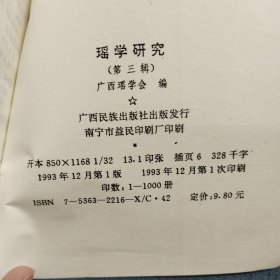 瑶学研究
(第三辑)
广西瑶学会 编
☆
广西民族出版社出版发行
南宁市益民印刷厂印刷
★
开本850×1168 1/32 13.1印张 插页6 328千字
1993年12月第1版 1993年12月第1次印刷
印数:1—1000册
ISBN 7—5363—2216—X/C·42 定价:9.80元